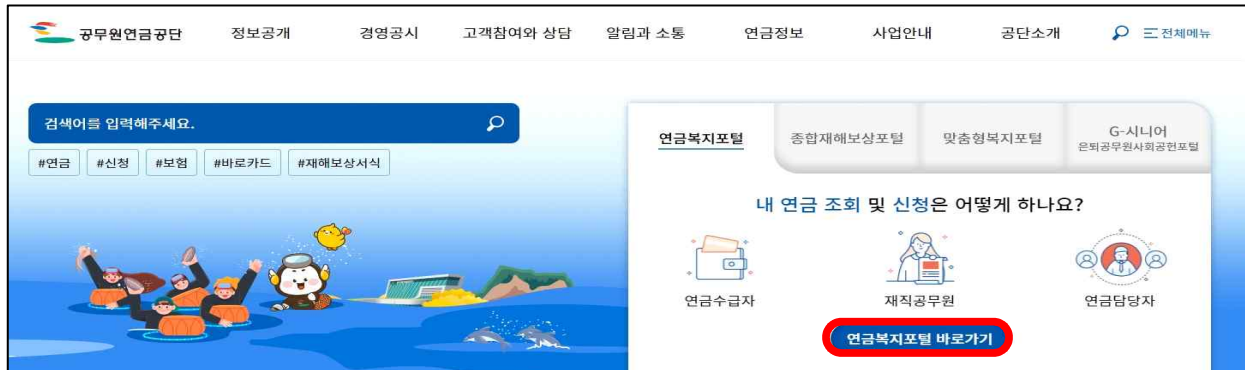 공무원연금공단 정보공개 경영공시 고객참여와 상담 알림과 소통 연금정보 사업안내 공단소개 전체메뉴
검색어를 입력해주세요.
#연금 #신청 #보험 #바로카드 #재해보상서식
연금복지포털 종합재해보상포털 맞춤형복지포털 G-시니어
은퇴공무원사회공헌포털
내 연금 조회 및 신청은 어떻게 하나요?
연금수급자 재직공무원 연금담당자
연금복지포털 바로가기